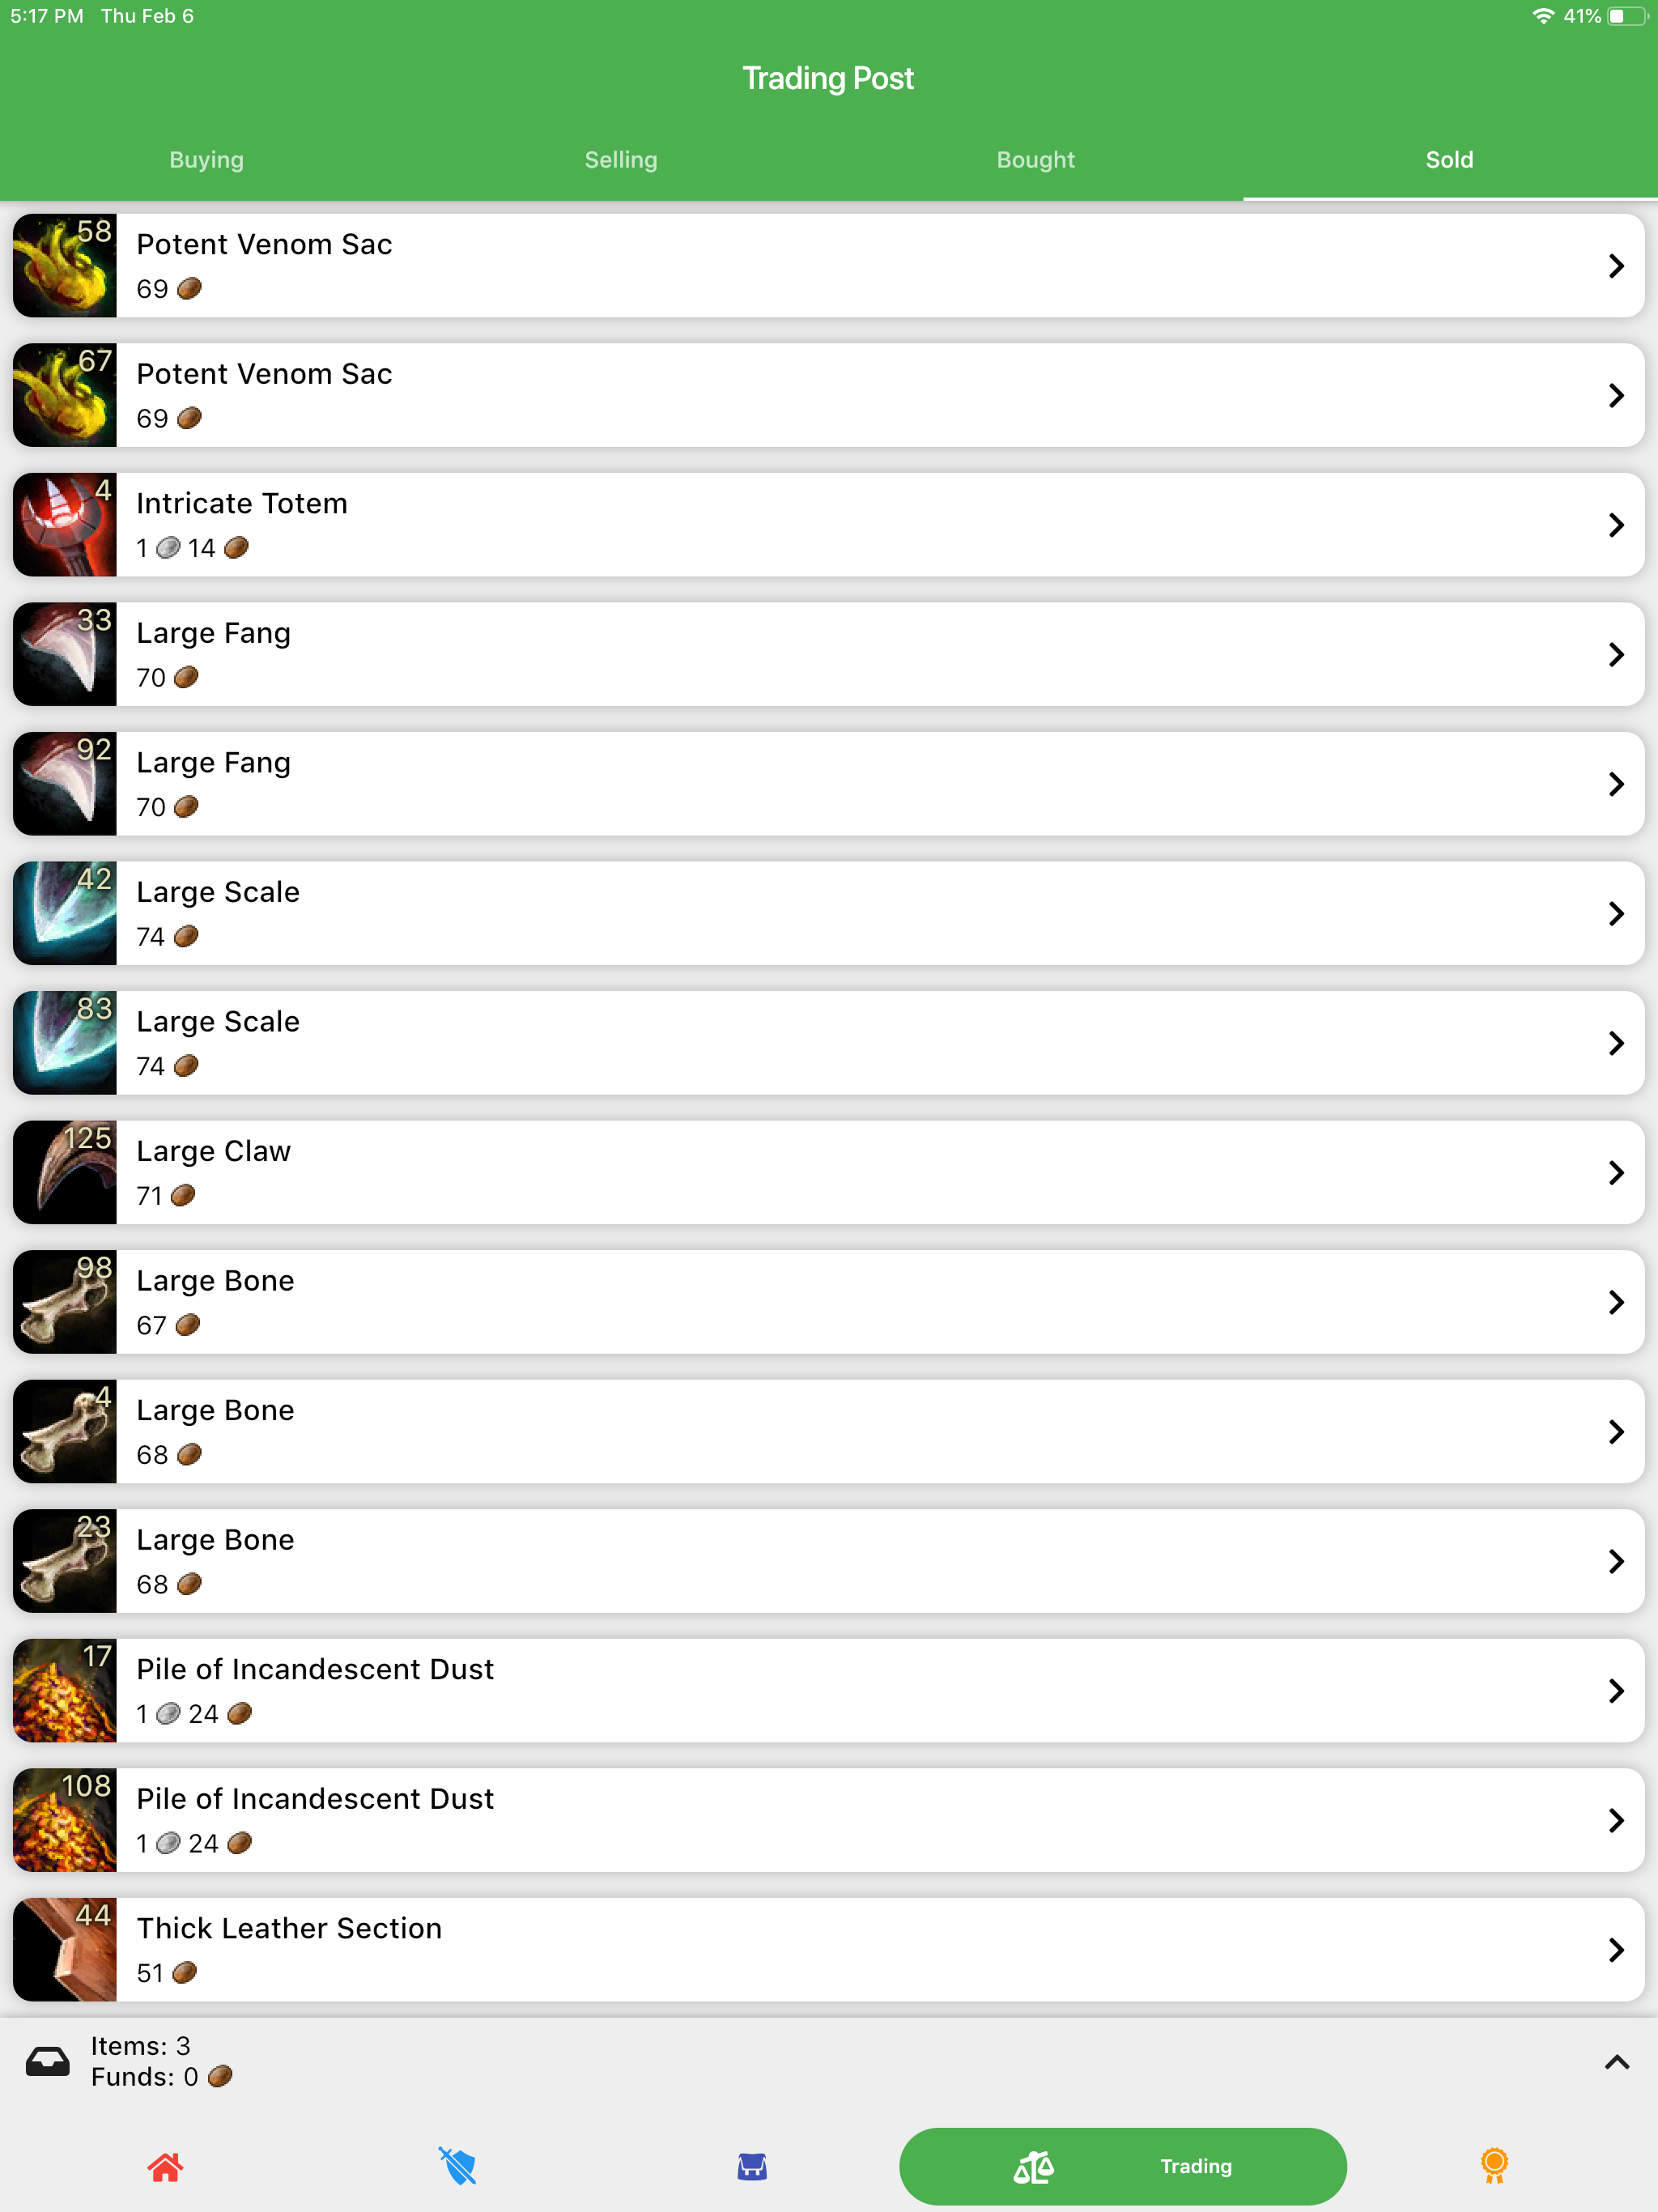 5:17 PM Thu Feb 6 41%
Trading Post
Buying Selling Bought Sold
58
Potent Venom Sac
69
67
Potent Venom Sac
69
4
Intricate Totem
1 14
33
Large Fang
70
92
Large Fang
70
42
Large Scale
74
83
Large Scale
74
125
Large Claw
71
98
Large Bone
67
4
Large Bone
68
23
Large Bone
68
17
Pile of Incandescent Dust
1 24
108
Pile of Incandescent Dust
1 24
44
Thick Leather Section
51
Items: 3
Funds: 0
Trading